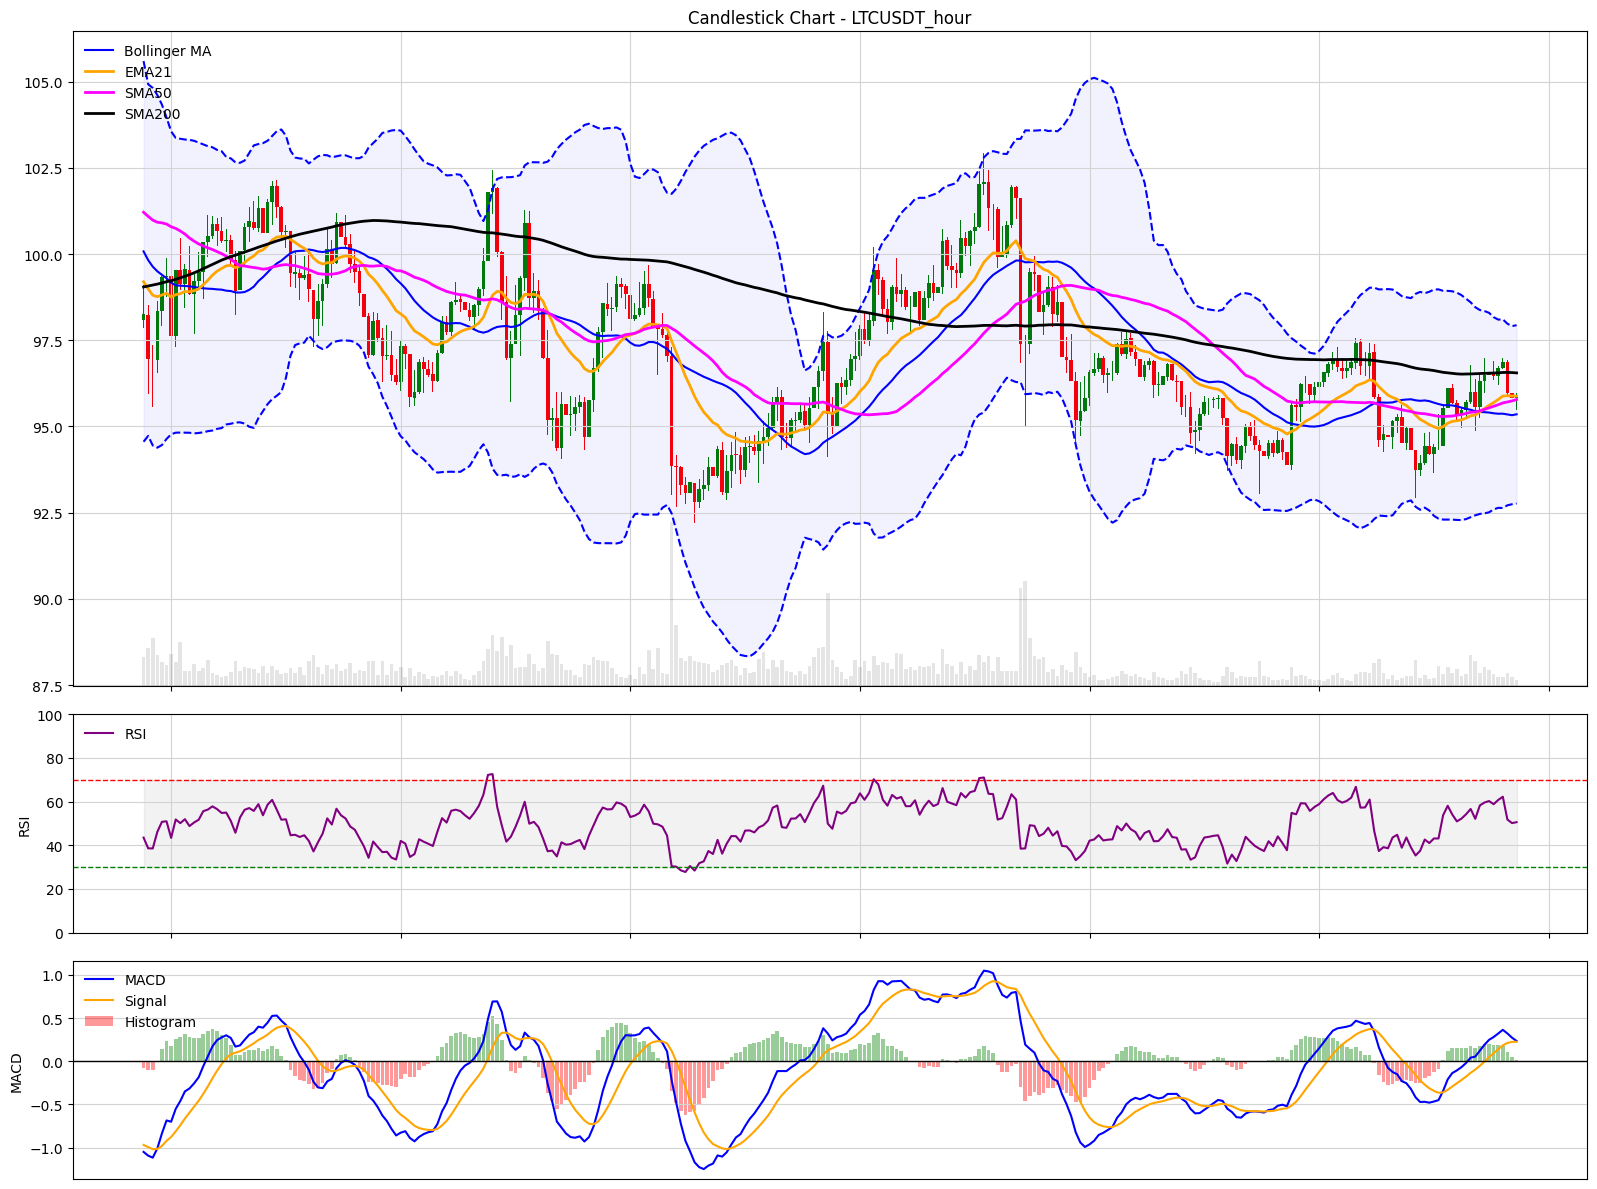 Candlestick Chart - LTCUSDT_hour
Bollinger MA
EMA21
SMA50
SMA200
105.0
102.5
100.0
97.5
95.0
92.5
90.0
87.5
RSI
100
80
60
40
20
0
RSI
MACD
Signal
Histogram
1.0
0.5
0.0
−0.5
−1.0
MACD